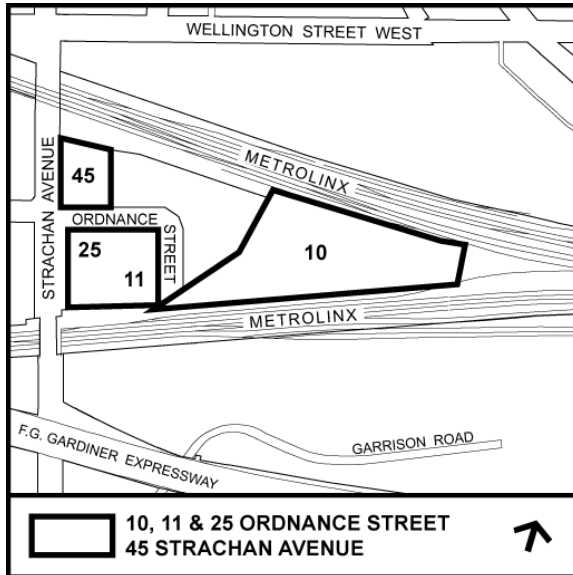 WELLINGTON STREET WEST
METROLINX
STRACHAN AVENUE
45
ORDNANCE
STREET
25
11
10
METROLINX
F.G. GARDINER EXPRESSWAY
GARRISON ROAD
10, 11 & 25 ORDNANCE STREET
45 STRACHAN AVENUE